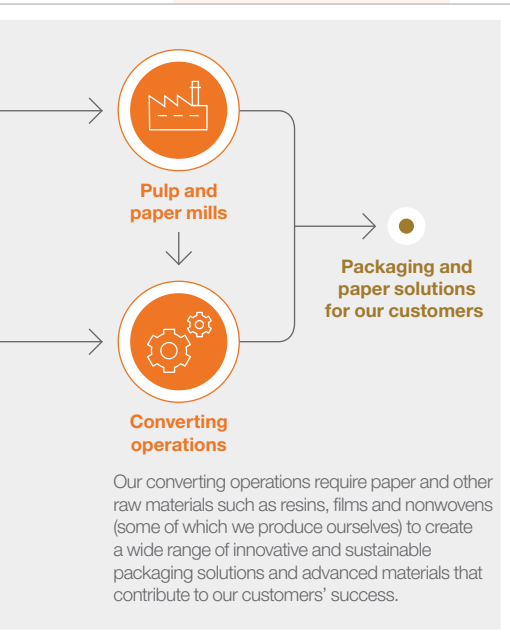 Pulp and
paper mills
Packaging and
paper solutions
for our customers
Converting
operations
Our converting operations require paper and other
raw materials such as resins, films and nonwovens
(some of which we produce ourselves) to create
a wide range of innovative and sustainable
packaging solutions and advanced materials that
contribute to our customers’ success.